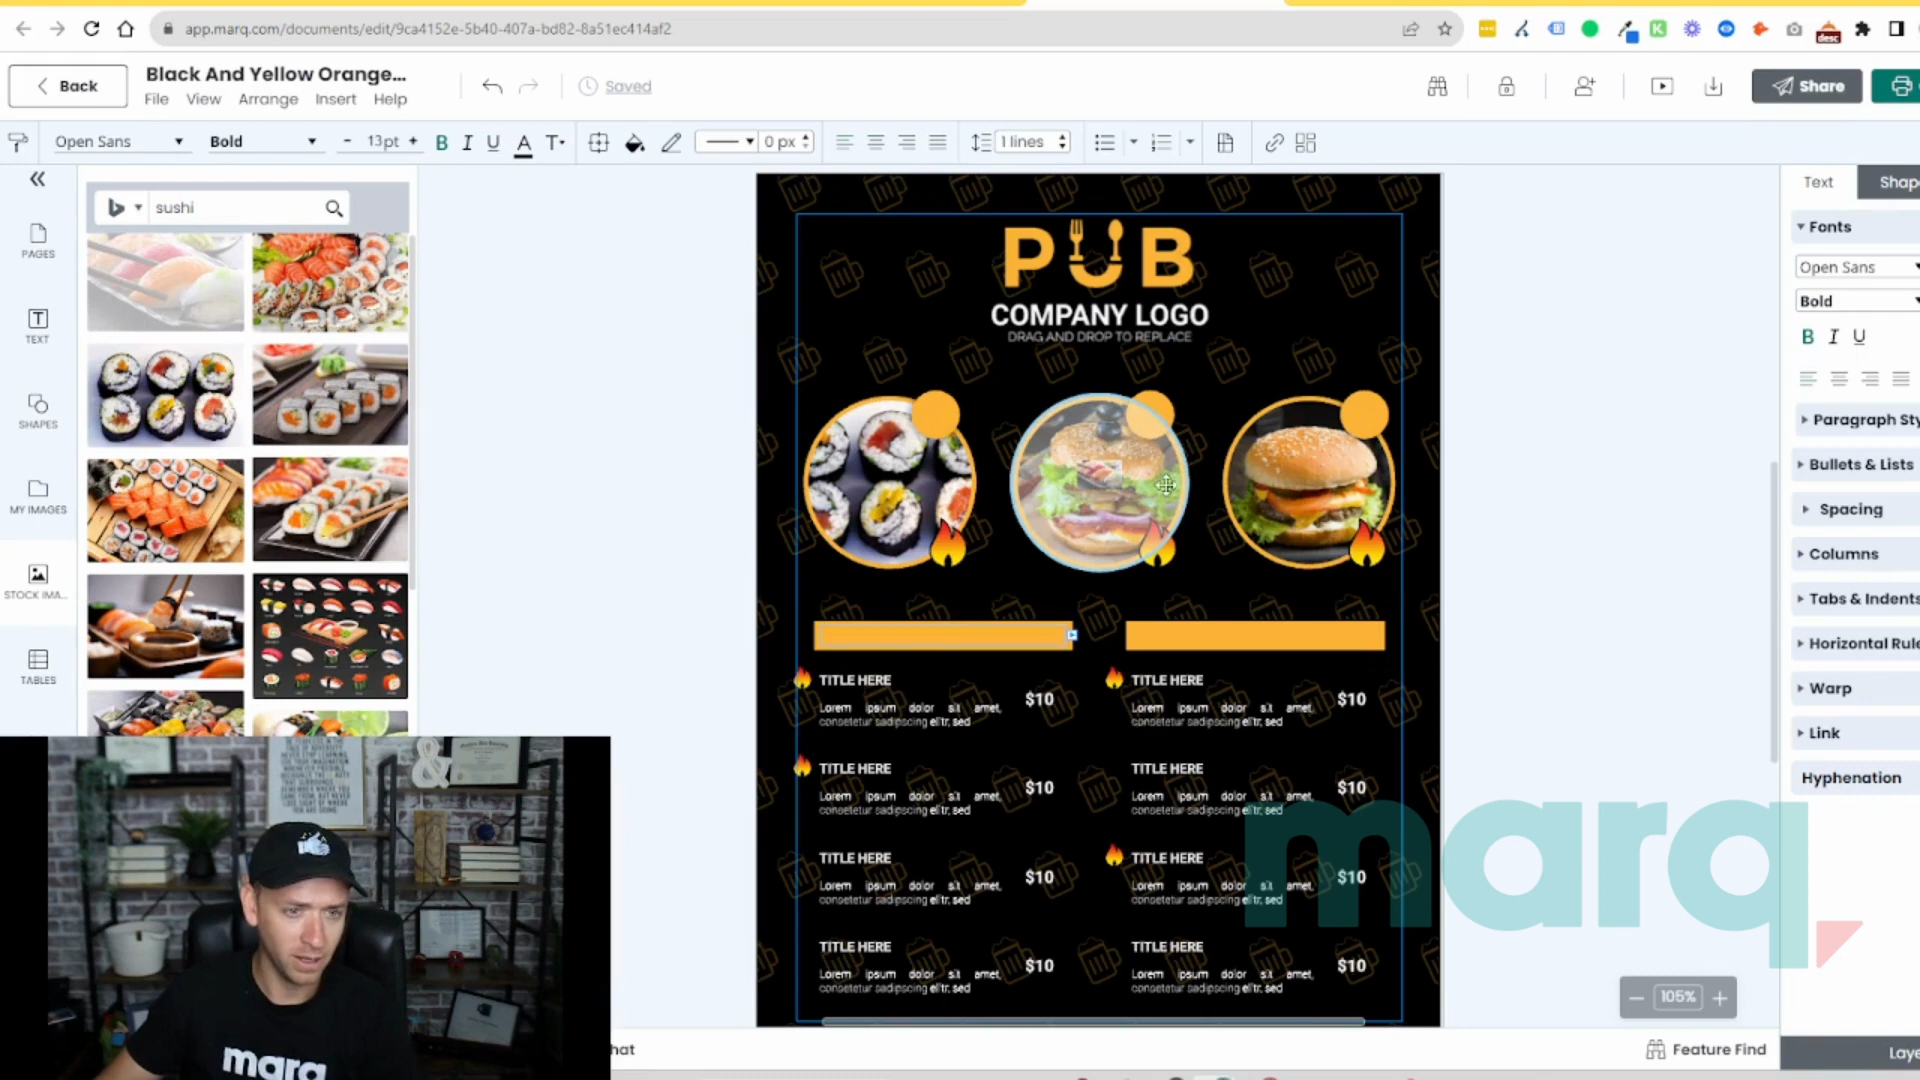 app.marq.com/documents/edit/9ca4152e-5b40-407a-bd82-8a51ec414af2
desc
Back
Black And Yellow Orange...
File View Arrange Insert Help
Saved
Share
Open Sans
Bold
- 13pt +
B I U A T
0 px
1 lines
Text
Shap
sushi
PAGES
TEXT
SHAPES
MY IMAGES
STOCK IMA...
TABLES
Fonts
Open Sans
Bold
B I U
Paragraph Sty
Bullets & Lists
Spacing
Columns
Tabs & Indents
Horizontal Rule
Warp
Link
Hyphenation
PUB
COMPANY LOGO
DRAG AND DROP TO REPLACE
TITLE HERE
Lorem ipsum dolor sit amet,
consetetur sadipscing elitr, sed
$10
TITLE HERE
Lorem ipsum dolor sit amet,
consetetur sadipscing elitr, sed
$10
TITLE HERE
Lorem ipsum dolor sit amet,
consetetur sadipscing elitr, sed
$10
TITLE HERE
Lorem ipsum dolor sit amet,
consetetur sadipscing elitr, sed
$10
TITLE HERE
Lorem ipsum dolor sit amet,
consetetur sadipscing elitr, sed
$10
TITLE HERE
Lorem ipsum dolor sit amet,
consetetur sadipscing elitr, sed
$10
TITLE HERE
Lorem ipsum dolor sit amet,
consetetur sadipscing elitr, sed
$10
TITLE HERE
Lorem ipsum dolor sit amet,
consetetur sadipscing elitr, sed
$10
marq
105%
hat
Feature Find
Laye
&
marq